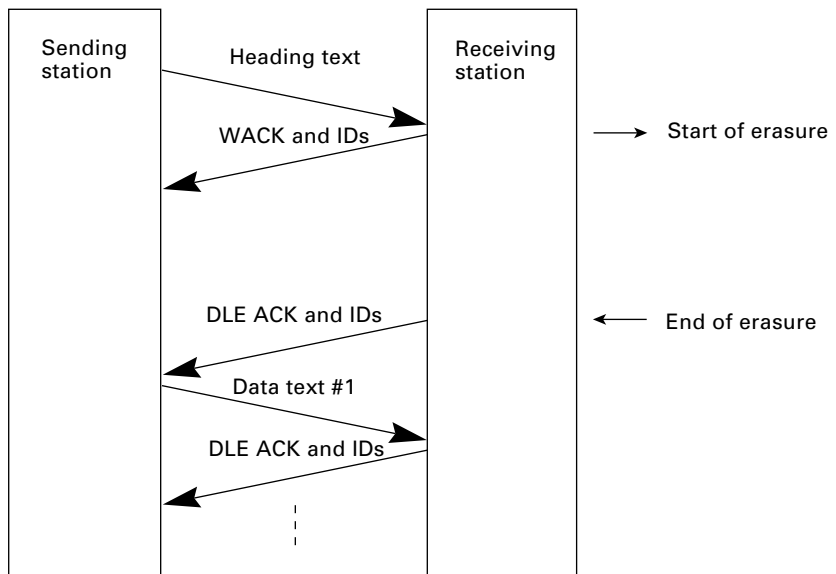 Sending
station
Heading text
Receiving
station
WACK and IDs
Start of erasure
DLE ACK and IDs
End of erasure
Data text #1
DLE ACK and IDs